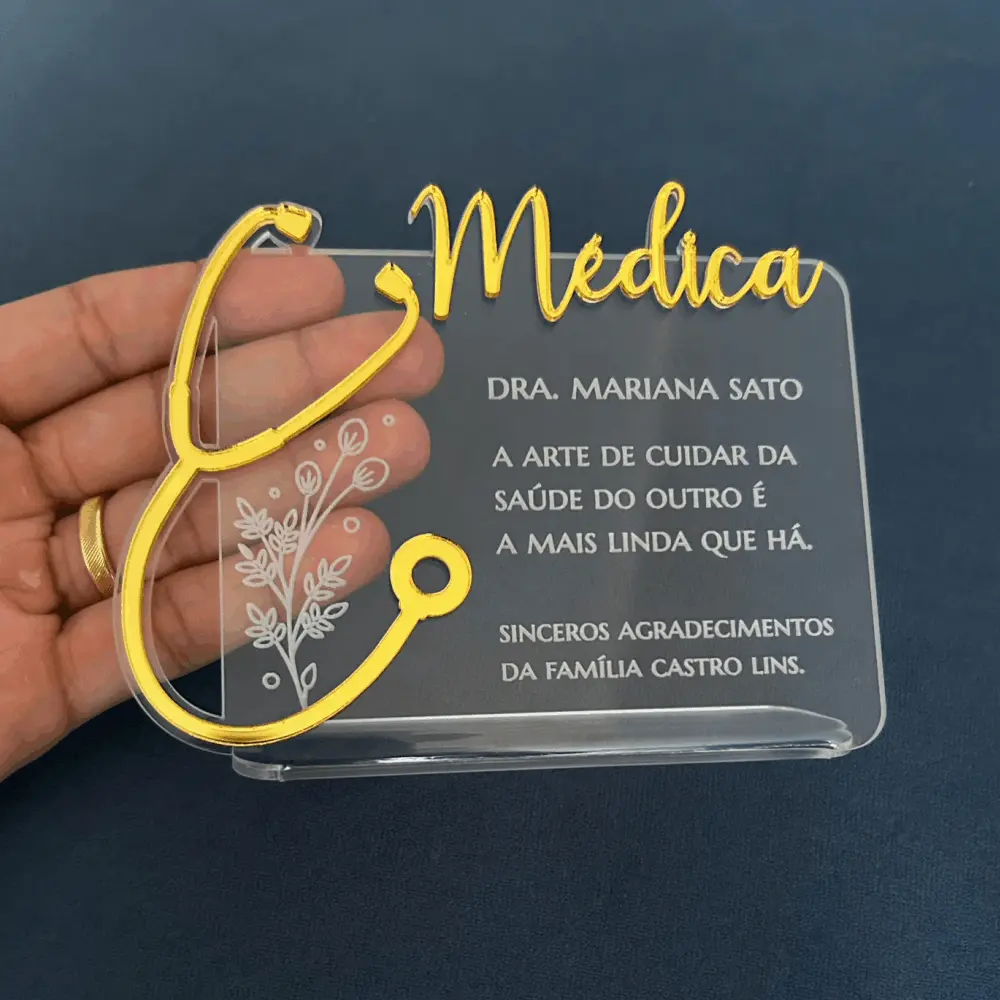 Médica
DRA. MARIANA SATO
A ARTE DE CUIDAR DA
SAÚDE DO OUTRO É
A MAIS LINDA QUE HÁ.
SINCEROS AGRADECIMENTOS
DA FAMÍLIA CASTRO LINS.